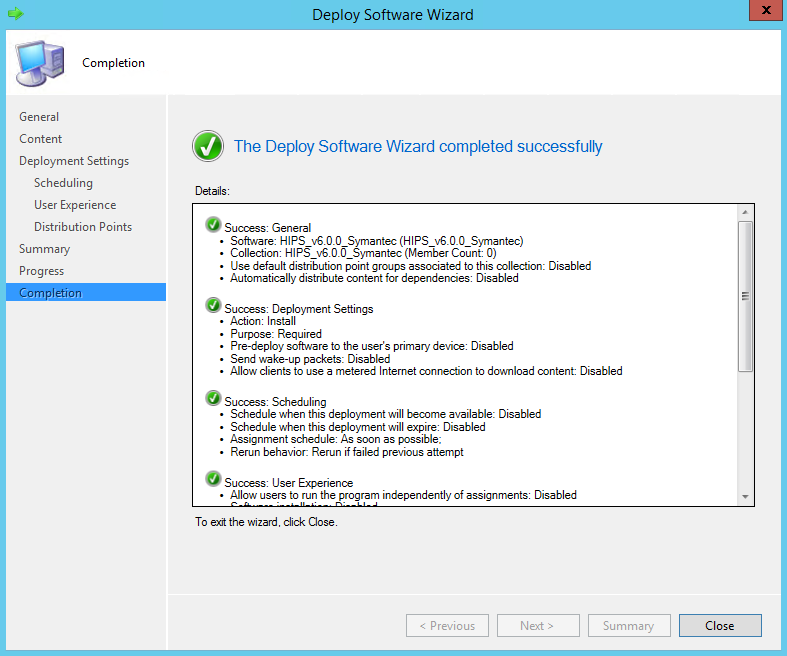 Deploy Software Wizard
x
Completion
General
Content
Deployment Settings
Scheduling
User Experience
Distribution Points
Summary
Progress
Completion
The Deploy Software Wizard completed successfully
Details:
Success: General
• Software: HIPS_v6.0.0_Symantec (HIPS_v6.0.0_Symantec)
• Collection: HIPS_v6.0.0_Symantec (Member Count: 0)
• Use default distribution point groups associated to this collection: Disabled
• Automatically distribute content for dependencies: Disabled
Success: Deployment Settings
• Action: Install
• Purpose: Required
• Pre-deploy software to the user's primary device: Disabled
• Send wake-up packets: Disabled
• Allow clients to use a metered Internet connection to download content: Disabled
Success: Scheduling
• Schedule when this deployment will become available: Disabled
• Schedule when this deployment will expire: Disabled
• Assignment schedule: As soon as possible;
• Rerun behavior: Rerun if failed previous attempt
Success: User Experience
• Allow users to run the program independently of assignments: Disabled
• Software installation: Disabled
To exit the wizard, click Close.
< Previous
Next >
Summary
Close